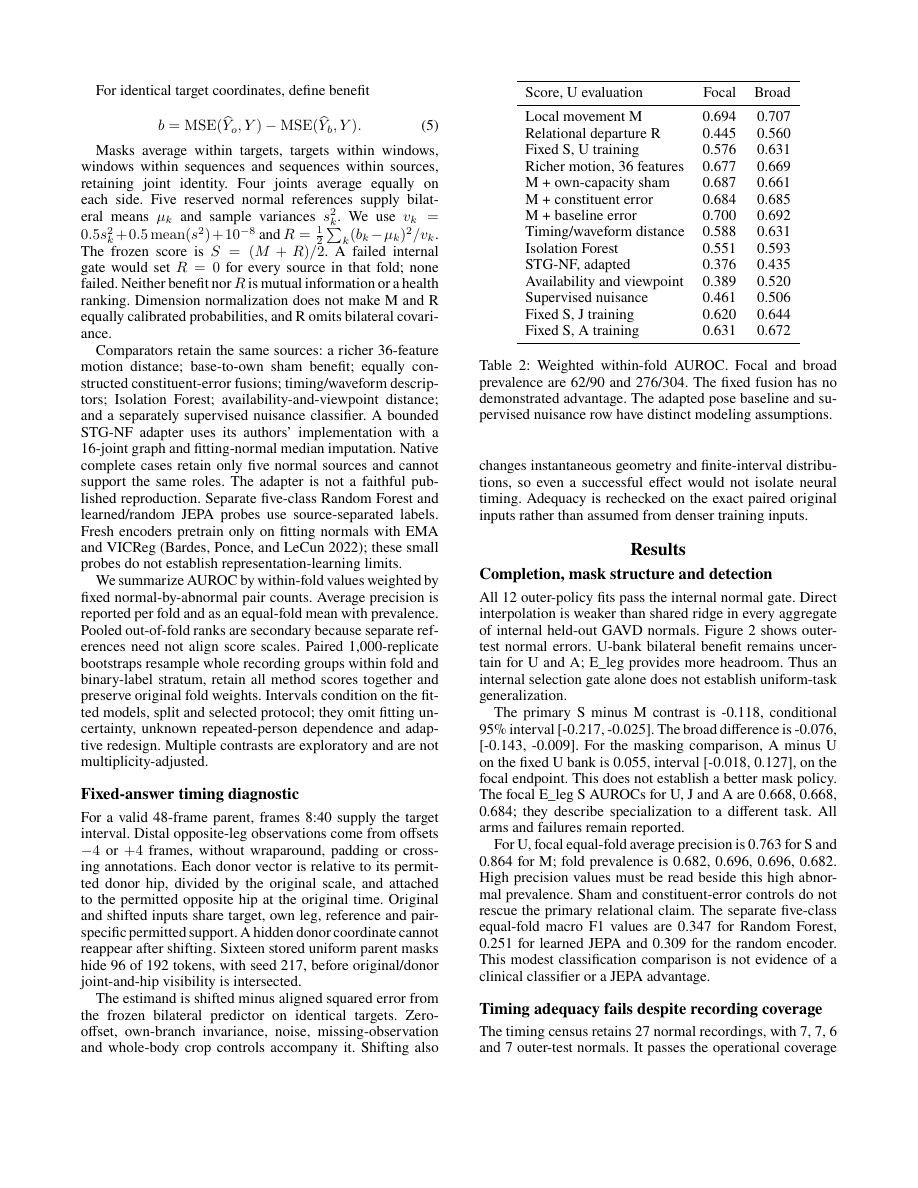 For identical target coordinates, define benefit
b = MSE(Ŷ_o, Y) − MSE(Ŷ_b, Y). (5)
Masks average within targets, targets within windows,
windows within sequences and sequences within sources,
retaining joint identity. Four joints average equally on
each side. Five reserved normal references supply bilat-
eral means μ_k and sample variances s_k^2. We use v_k =
0.5s_k^2+0.5 mean(s^2)+10^−8 and R = 1/2 ∑_k(b_k−μ_k)^2/v_k.
The frozen score is S = (M + R)/2. A failed internal
gate would set R = 0 for every source in that fold; none
failed. Neither benefit nor R is mutual information or a health
ranking. Dimension normalization does not make M and R
equally calibrated probabilities, and R omits bilateral covari-
ance.
Comparators retain the same sources: a richer 36-feature
motion distance; base-to-own sham benefit; equally con-
structed constituent-error fusions; timing/waveform descrip-
tors; Isolation Forest; availability-and-viewpoint distance;
and a separately supervised nuisance classifier. A bounded
STG-NF adapter uses its authors' implementation with a
16-joint graph and fitting-normal median imputation. Native
complete cases retain only five normal sources and cannot
support the same roles. The adapter is not a faithful pub-
lished reproduction. Separate five-class Random Forest and
learned/random JEPA probes use source-separated labels.
Fresh encoders pretrain only on fitting normals with EMA
and VICReg (Bardes, Ponce, and LeCun 2022); these small
probes do not establish representation-learning limits.
We summarize AUROC by within-fold values weighted by
fixed normal-by-abnormal pair counts. Average precision is
reported per fold and as an equal-fold mean with prevalence.
Pooled out-of-fold ranks are secondary because separate ref-
erences need not align score scales. Paired 1,000-replicate
bootstraps resample whole recording groups within fold and
binary-label stratum, retain all method scores together and
preserve original fold weights. Intervals condition on the fit-
ted models, split and selected protocol; they omit fitting un-
certainty, unknown repeated-person dependence and adap-
tive redesign. Multiple contrasts are exploratory and are not
multiplicity-adjusted.
Fixed-answer timing diagnostic
For a valid 48-frame parent, frames 8:40 supply the target
interval. Distal opposite-leg observations come from offsets
−4 or +4 frames, without wraparound, padding or cross-
ing annotations. Each donor vector is relative to its permit-
ted donor hip, divided by the original scale, and attached
to the permitted opposite hip at the original time. Original
and shifted inputs share target, own leg, reference and pair-
specific permitted support. A hidden donor coordinate cannot
reappear after shifting. Sixteen stored uniform parent masks
hide 96 of 192 tokens, with seed 217, before original/donor
joint-and-hip visibility is intersected.
The estimand is shifted minus aligned squared error from
the frozen bilateral predictor on identical targets. Zero-
offset, own-branch invariance, noise, missing-observation
and whole-body crop controls accompany it. Shifting also
Score, U evaluation Focal Broad
Local movement M 0.694 0.707
Relational departure R 0.445 0.560
Fixed S, U training 0.576 0.631
Richer motion, 36 features 0.677 0.669
M + own-capacity sham 0.687 0.661
M + constituent error 0.684 0.685
M + baseline error 0.700 0.692
Timing/waveform distance 0.588 0.631
Isolation Forest 0.551 0.593
STG-NF, adapted 0.376 0.435
Availability and viewpoint 0.389 0.520
Supervised nuisance 0.461 0.506
Fixed S, J training 0.620 0.644
Fixed S, A training 0.631 0.672
Table 2: Weighted within-fold AUROC. Focal and broad
prevalence are 62/90 and 276/304. The fixed fusion has no
demonstrated advantage. The adapted pose baseline and su-
pervised nuisance row have distinct modeling assumptions.
changes instantaneous geometry and finite-interval distribu-
tions, so even a successful effect would not isolate neural
timing. Adequacy is rechecked on the exact paired original
inputs rather than assumed from denser training inputs.
Results
Completion, mask structure and detection
All 12 outer-policy fits pass the internal normal gate. Direct
interpolation is weaker than shared ridge in every aggregate
of internal held-out GAVD normals. Figure 2 shows outer-
test normal errors. U-bank bilateral benefit remains uncer-
tain for U and A; E_leg provides more headroom. Thus an
internal selection gate alone does not establish uniform-task
generalization.
The primary S minus M contrast is -0.118, conditional
95% interval [-0.217, -0.025]. The broad difference is -0.076,
[-0.143, -0.009]. For the masking comparison, A minus U
on the fixed U bank is 0.055, interval [-0.018, 0.127], on the
focal endpoint. This does not establish a better mask policy.
The focal E_leg S AUROCs for U, J and A are 0.668, 0.668,
0.684; they describe specialization to a different task. All
arms and failures remain reported.
For U, focal equal-fold average precision is 0.763 for S and
0.864 for M; fold prevalence is 0.682, 0.696, 0.696, 0.682.
High precision values must be read beside this high abnor-
mal prevalence. Sham and constituent-error controls do not
rescue the primary relational claim. The separate five-class
equal-fold macro F1 values are 0.347 for Random Forest,
0.251 for learned JEPA and 0.309 for the random encoder.
This modest classification comparison is not evidence of a
clinical classifier or a JEPA advantage.
Timing adequacy fails despite recording coverage
The timing census retains 27 normal recordings, with 7, 7, 6
and 7 outer-test normals. It passes the operational coverage